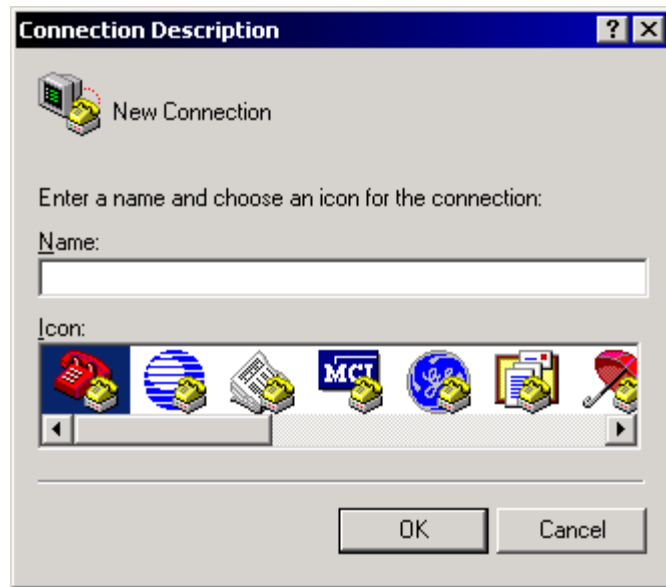 Connection Description
New Connection
Enter a name and choose an icon for the connection:
Name:
Icon:
MCI
OK Cancel